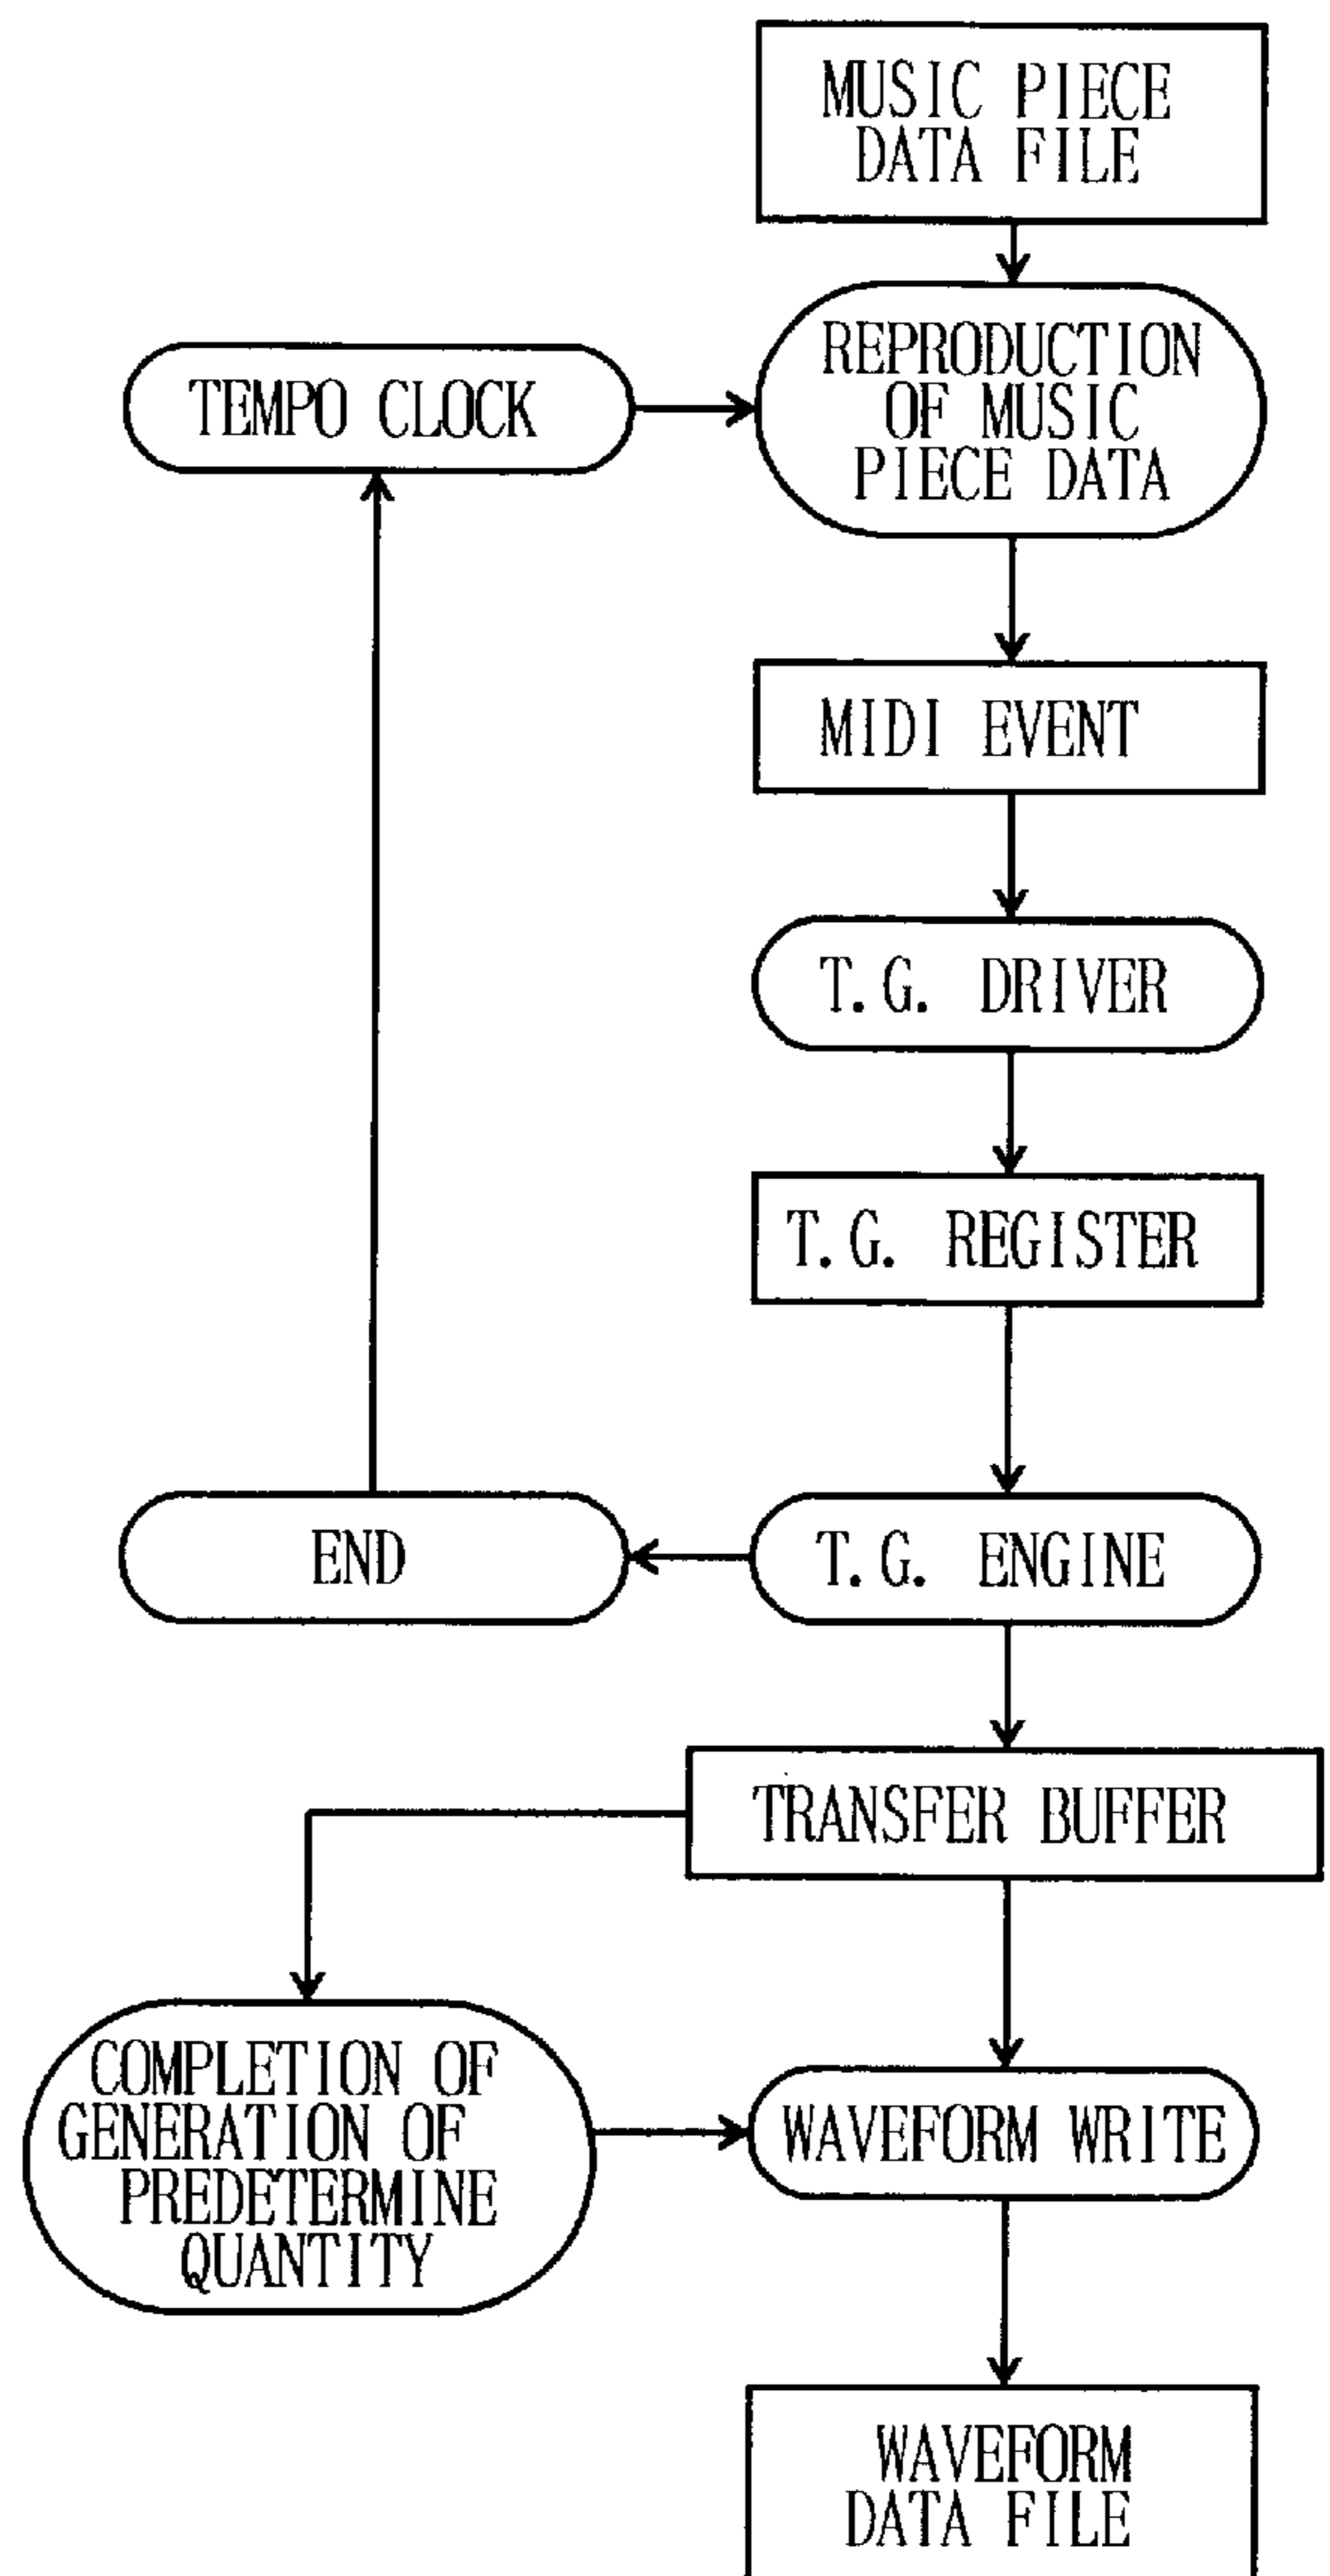 MUSIC PIECE
DATA FILE
TEMPO CLOCK
REPRODUCTION
OF MUSIC
PIECE DATA
MIDI EVENT
T.G. DRIVER
T.G. REGISTER
END
T.G. ENGINE
TRANSFER BUFFER
COMPLETION OF
GENERATION OF
PREDETERMINE
QUANTITY
WAVEFORM WRITE
WAVEFORM
DATA FILE